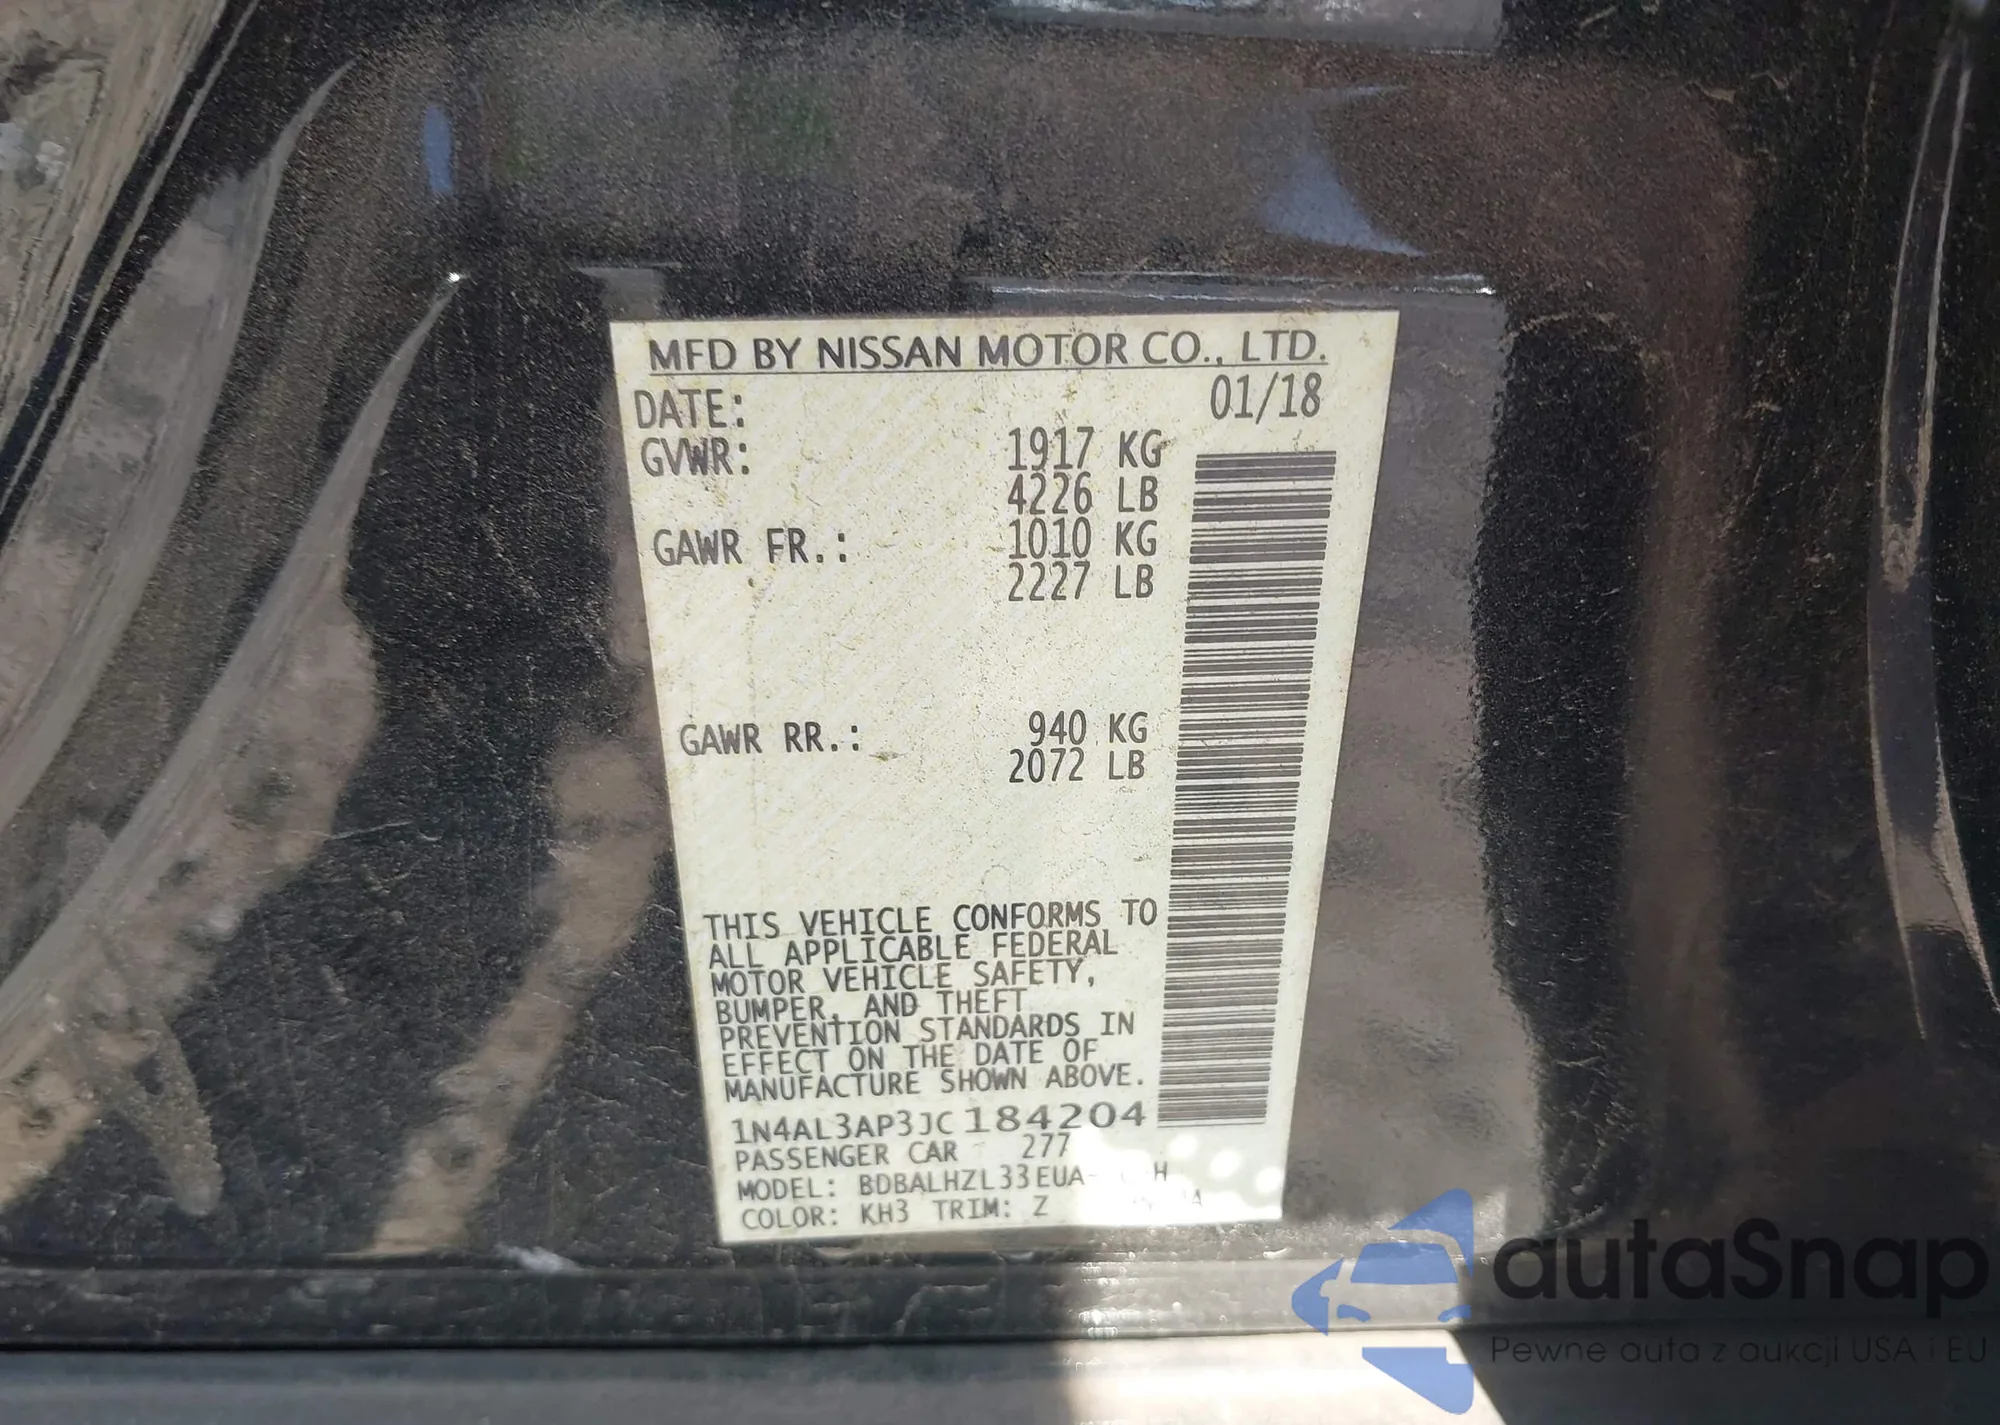 MFD BY NISSAN MOTOR CO., LTD.
DATE: 01/18
GVWR: 1917 KG
4226 LB
GAWR FR.: 1010 KG
2227 LB
GAWR RR.: 940 KG
2072 LB
THIS VEHICLE CONFORMS TO
ALL APPLICABLE FEDERAL
MOTOR VEHICLE SAFETY,
BUMPER, AND THEFT
PREVENTION STANDARDS IN
EFFECT ON THE DATE OF
MANUFACTURE SHOWN ABOVE.
1N4AL3AP3JC184204
PASSENGER CAR 277
MODEL: BDBALHZL33EUA-
COLOR: KH3 TRIM: Z
autaSnap
Pewne auta z aukcji USA i EU